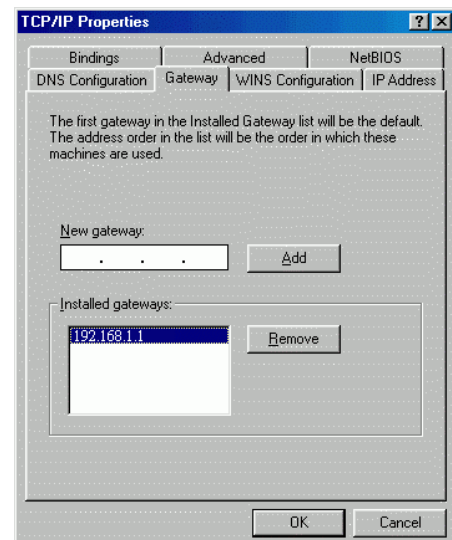 TCP/IP Properties
? X
Bindings Advanced NetBIOS
DNS Configuration Gateway WINS Configuration IP Address
The first gateway in the Installed Gateway list will be the default.
The address order in the list will be the order in which these
machines are used.
New gateway:
. . .
Add
Installed gateways:
192.168.1.1
Remove
OK Cancel